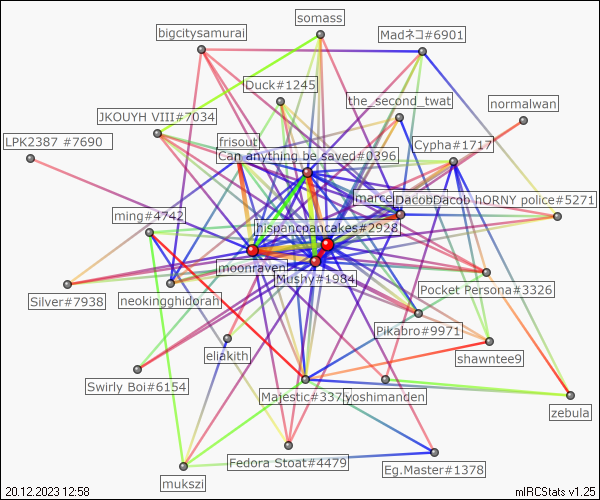 somass
bigcitysamurai
Madネコ#6901
Duck#1245
the_second_twat
normalwan
JKOUYH VIII#7034
LPK2387 #7690
frisout
Cypha#1717
Can anything be saved#0396
marce
DacobDacob hORNY police#5271
ming#4742
hispancpancakes#2928
moonraven
Mushy#1984
Pocket Persona#3326
Silver#7938
neokingghidorah
Pikabro#9971
eliakith
shawntee9
Swirly Boi#6154
Majestic#337
yoshimanden
zebula
Fedora Stoat#4479
Eg.Master#1378
mukszi
20.12.2023 12:58
mIRCStats v1.25